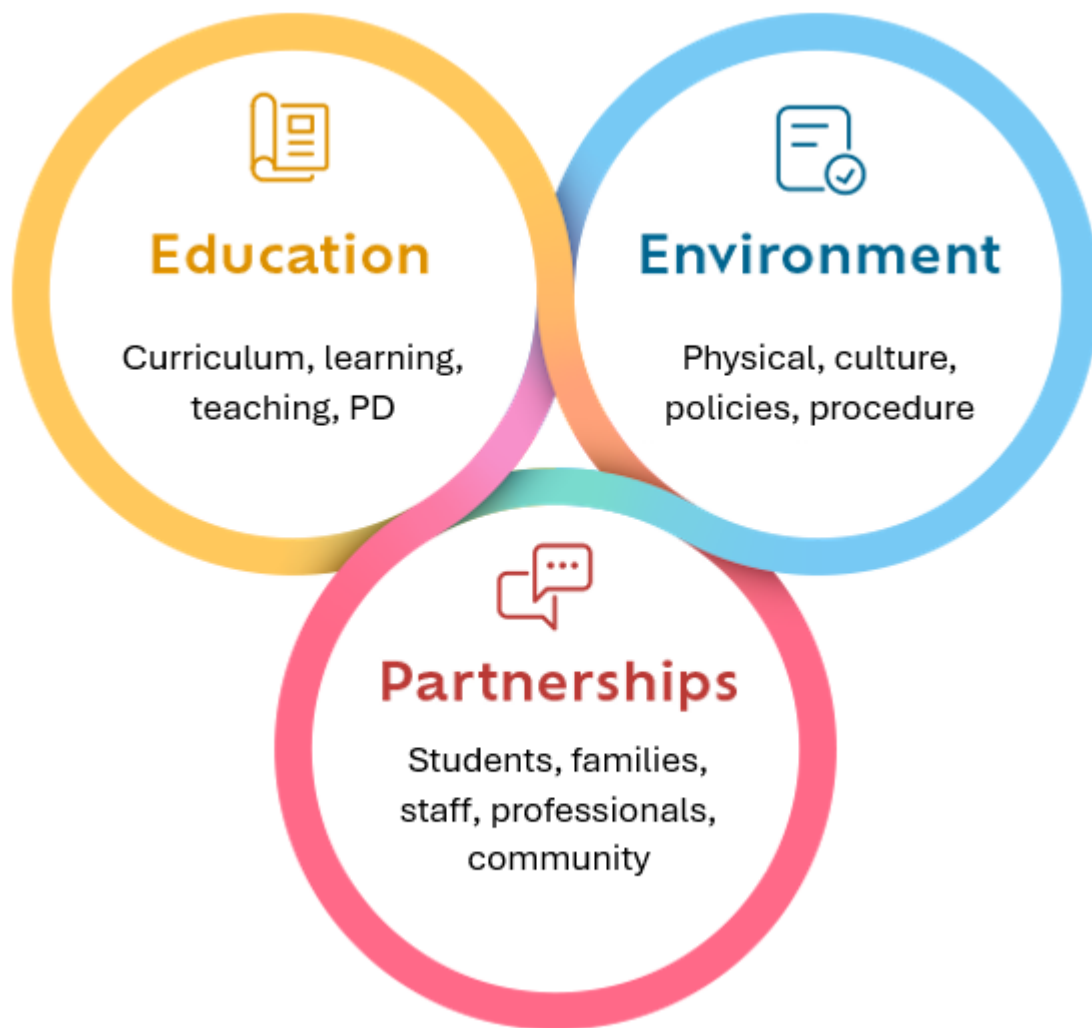 Education
Curriculum, learning,
teaching, PD
Environment
Physical, culture,
policies, procedure
Partnerships
Students, families,
staff, professionals,
community